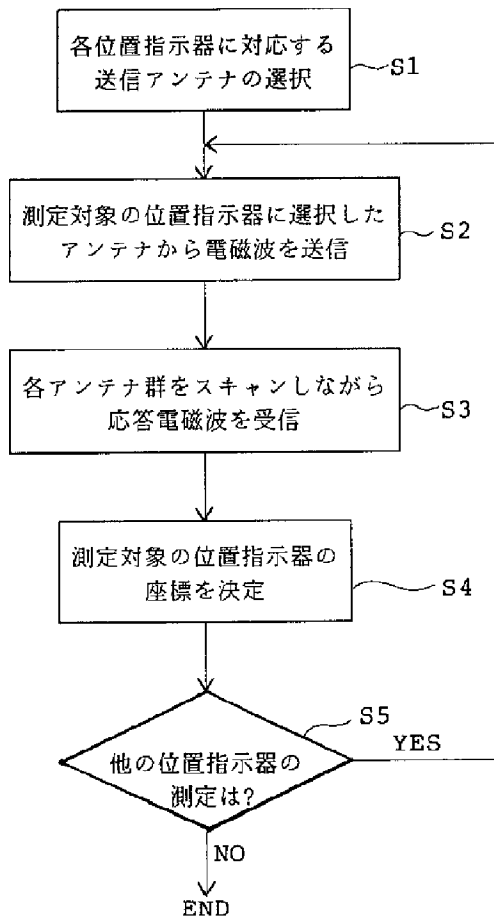 各位置指示器に対応する
送信アンテナの選択
S1
測定対象の位置指示器に選択した
アンテナから電磁波を送信
S2
各アンテナ群をスキャンしながら
応答電磁波を受信
S3
測定対象の位置指示器の
座標を決定
S4
S5
他の位置指示器の
測定は?
YES
NO
END